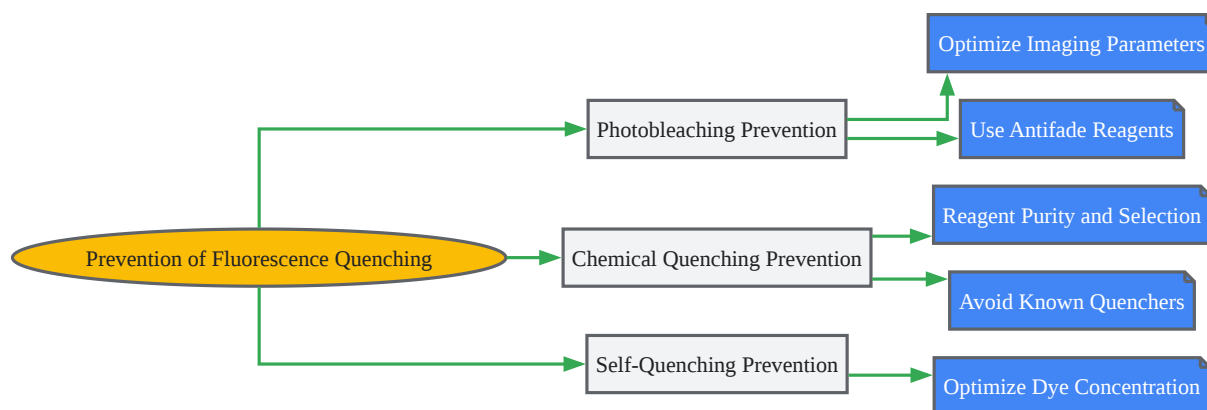 Optimize Imaging Parameters
Photobleaching Prevention
Use Antifade Reagents
Reagent Purity and Selection
Prevention of Fluorescence Quenching
Chemical Quenching Prevention
Avoid Known Quenchers
Self-Quenching Prevention
Optimize Dye Concentration